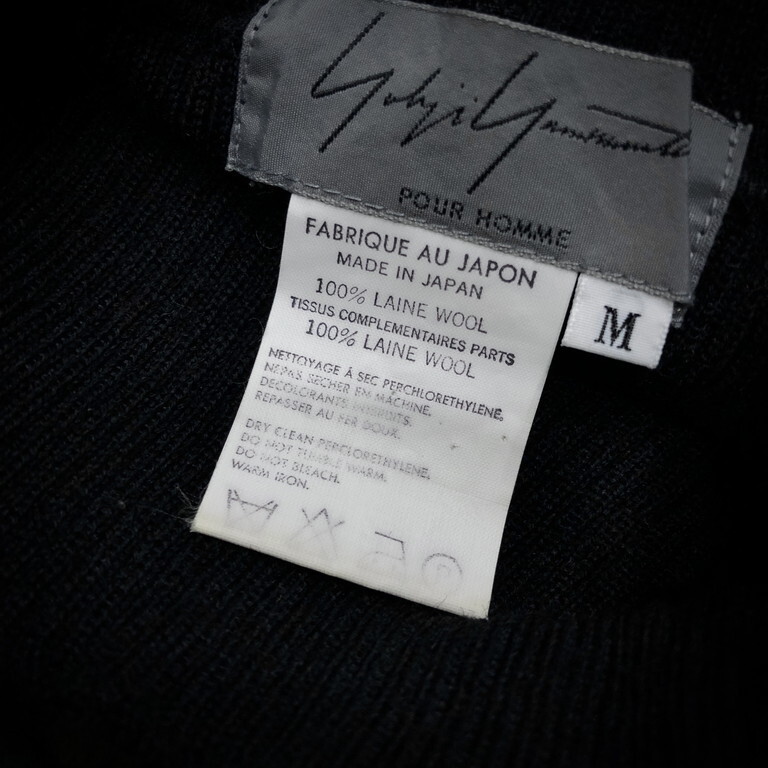 Yohji Yamamoto
POUR HOMME
FABRIQUE AU JAPON
MADE IN JAPAN
100% LAINE WOOL
TISSUS COMPLEMENTAIRES PARTS
100% LAINE WOOL
M
NETTOYAGE À SEC PERCHLORETHYLENE.
NE PAS SECHER EM MACHINE.
DECOLORANTS INTERDITS.
REPASSER AU FER DOUX.
DRY CLEAN PERCLORETHYLENE.
DO NOT TUMBLE WARM.
DO NOT BLEACH.
WARM IRON.